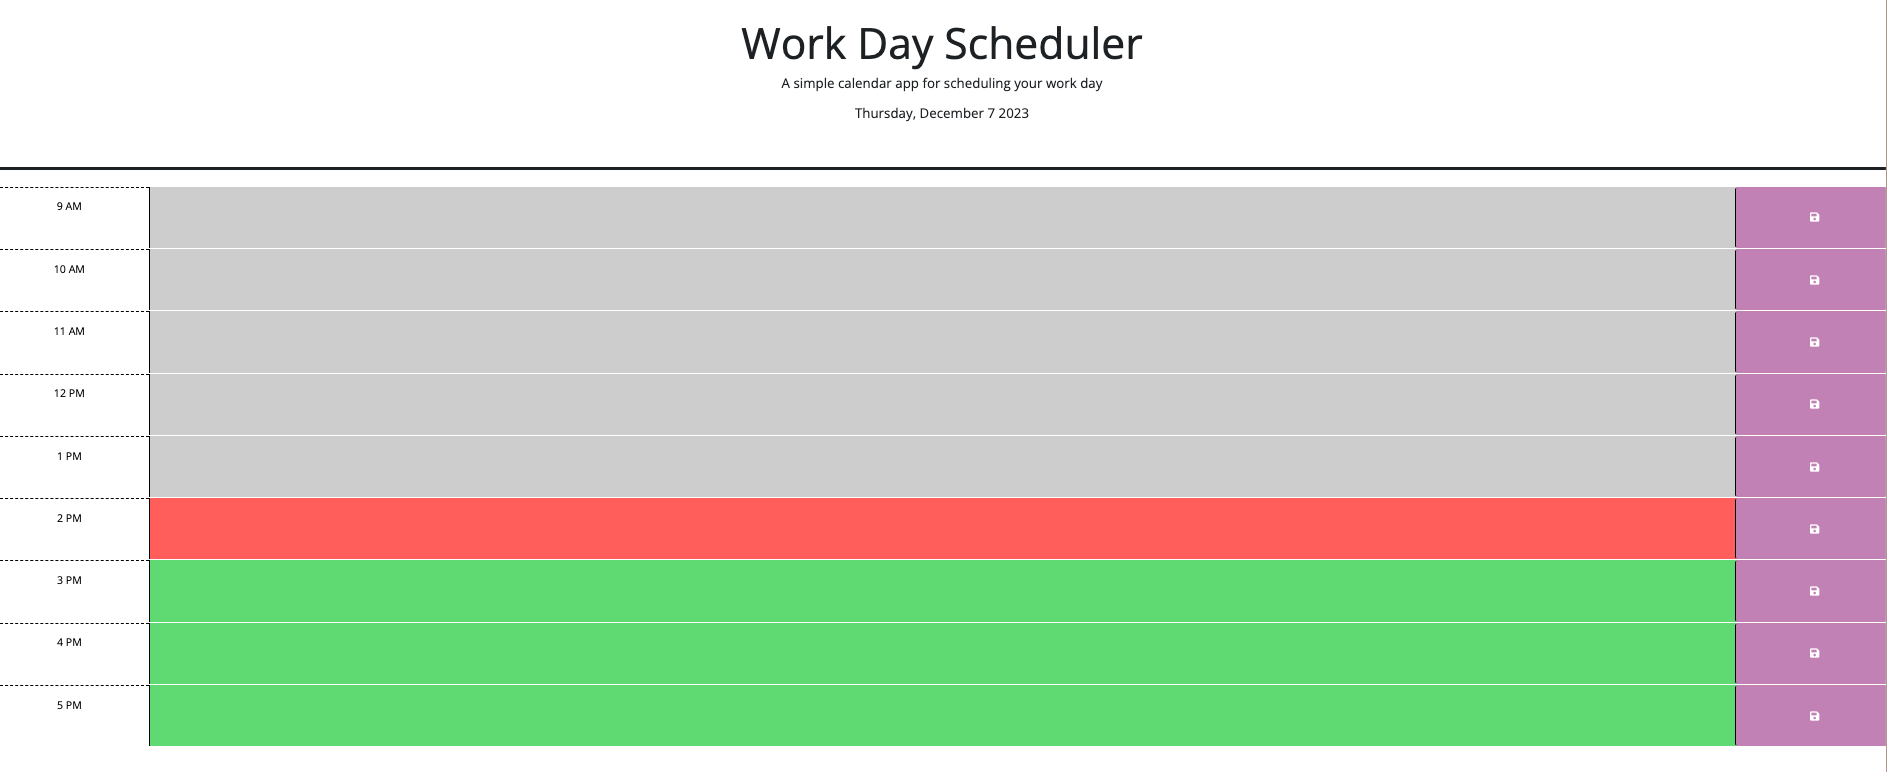 Work Day Scheduler
A simple calendar app for scheduling your work day
Thursday, December 7 2023
9 AM
10 AM
11 AM
12 PM
1 PM
2 PM
3 PM
4 PM
5 PM